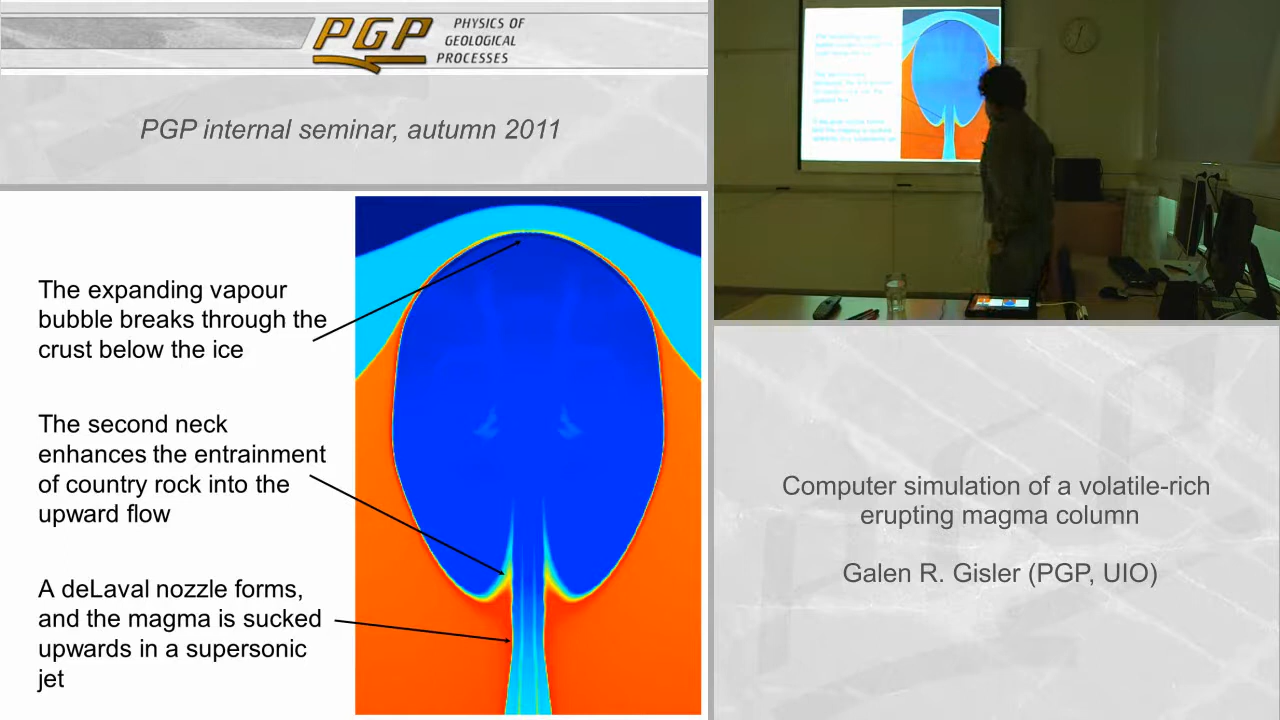 PGP
PHYSICS OF
GEOLOGICAL
PROCESSES
PGP internal seminar, autumn 2011
The expanding vapour
bubble breaks through the
crust below the ice
The second neck
enhances the entrainment
of country rock into the
upward flow
A deLaval nozzle forms,
and the magma is sucked
upwards in a supersonic
jet
Computer simulation of a volatile-rich
erupting magma column
Galen R. Gisler (PGP, UIO)